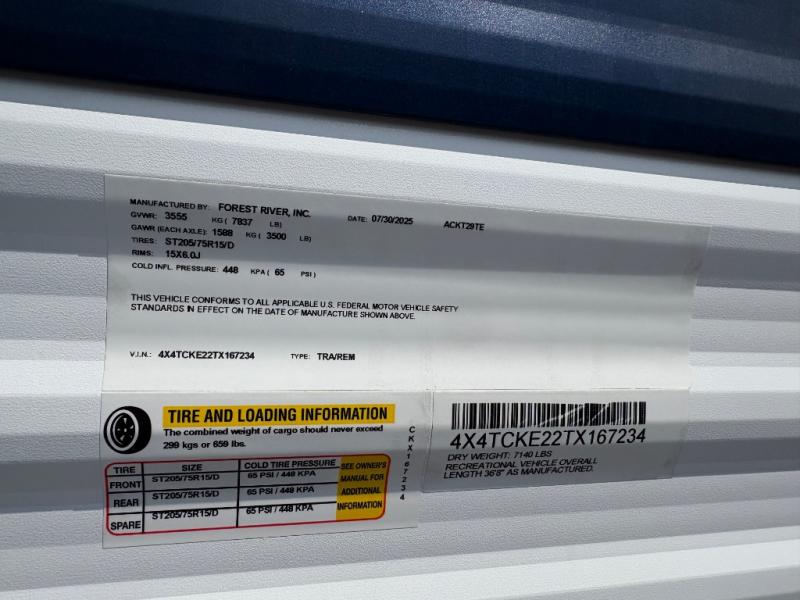 MANUFACTURED BY: FOREST RIVER, INC. DATE: 07/30/2025 ACKT29TE
GVWR: 3555 KG ( 7837 LB)
GAWR (EACH AXLE): 1588 KG ( 3500 LB)
TIRES: ST205/75R15/D
RIMS: 15X6.0J
COLD INFL. PRESSURE: 448 KPA ( 65 PSI )
THIS VEHICLE CONFORMS TO ALL APPLICABLE U.S. FEDERAL MOTOR VEHICLE SAFETY
STANDARDS IN EFFECT ON THE DATE OF MANUFACTURE SHOWN ABOVE.
V.I.N.: 4X4TCKE22TX167234 TYPE: TRA/REM
TIRE AND LOADING INFORMATION
The combined weight of cargo should never exceed
299 kgs or 659 lbs.
TIRE SIZE COLD TIRE PRESSURE
FRONT ST205/75R15/D 65 PSI / 448 KPA
REAR ST205/75R15/D 65 PSI / 448 KPA
SPARE ST205/75R15/D 65 PSI / 448 KPA
SEE OWNER'S
MANUAL FOR
ADDITIONAL
INFORMATION
CKX167234
4X4TCKE22TX167234
DRY WEIGHT: 7140 LBS
RECREATIONAL VEHICLE OVERALL
LENGTH 36'8" AS MANUFACTURED.